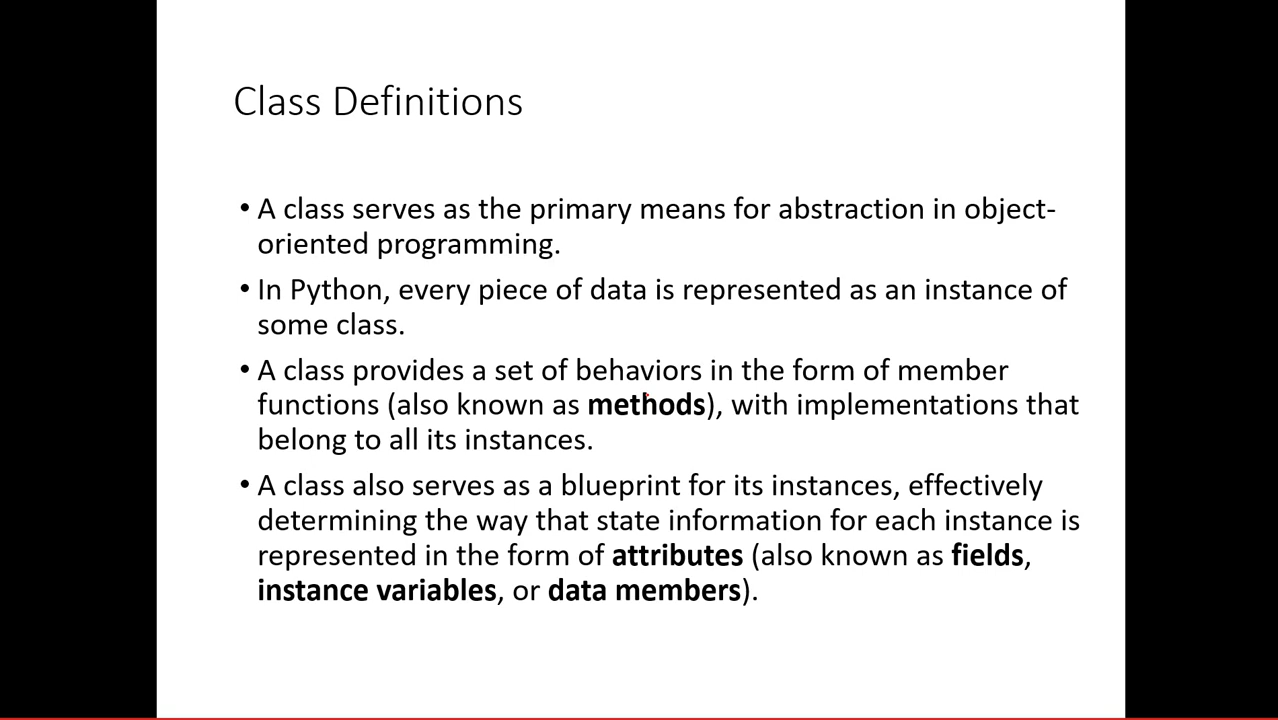 Class Definitions
• A class serves as the primary means for abstraction in object-
oriented programming.
• In Python, every piece of data is represented as an instance of
some class.
• A class provides a set of behaviors in the form of member
functions (also known as methods), with implementations that
belong to all its instances.
• A class also serves as a blueprint for its instances, effectively
determining the way that state information for each instance is
represented in the form of attributes (also known as fields,
instance variables, or data members).